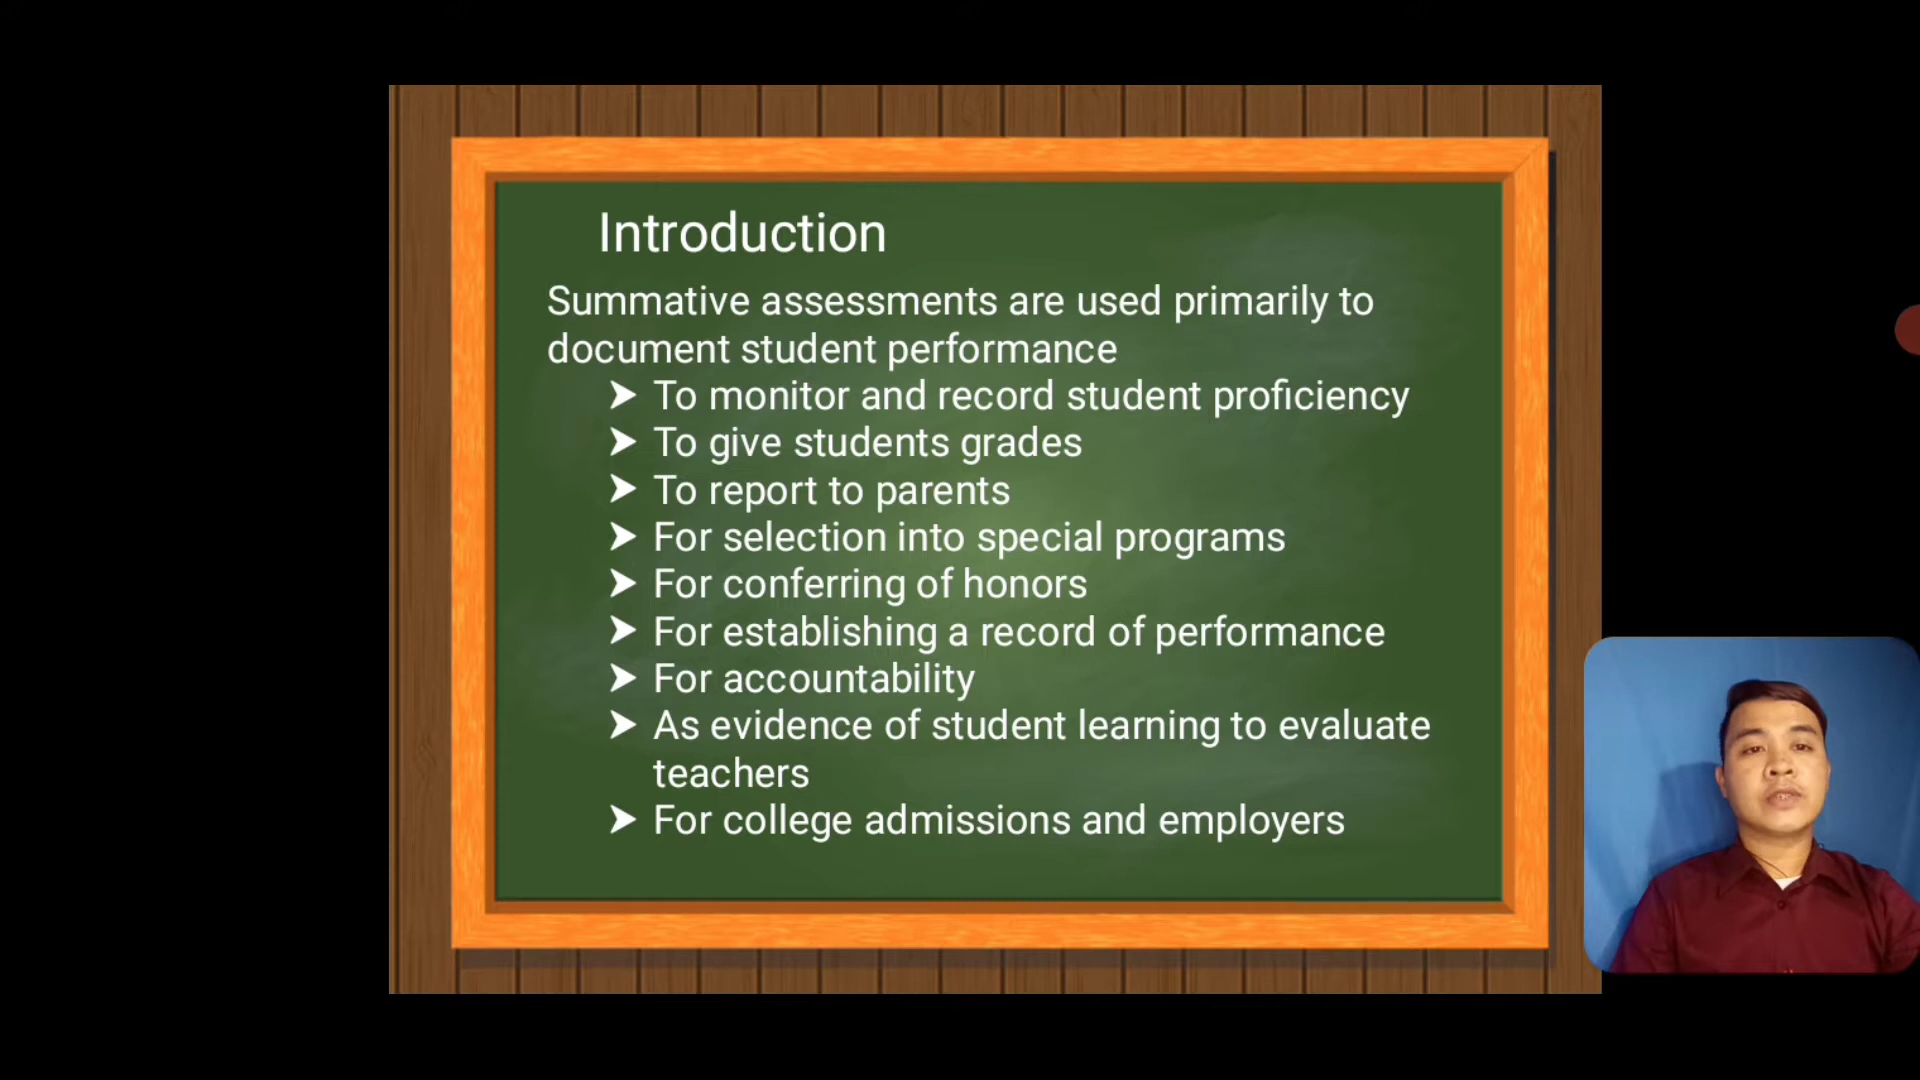 Introduction
Summative assessments are used primarily to
document student performance
➤ To monitor and record student proficiency
➤ To give students grades
➤ To report to parents
➤ For selection into special programs
➤ For conferring of honors
➤ For establishing a record of performance
➤ For accountability
➤ As evidence of student learning to evaluate
teachers
➤ For college admissions and employers